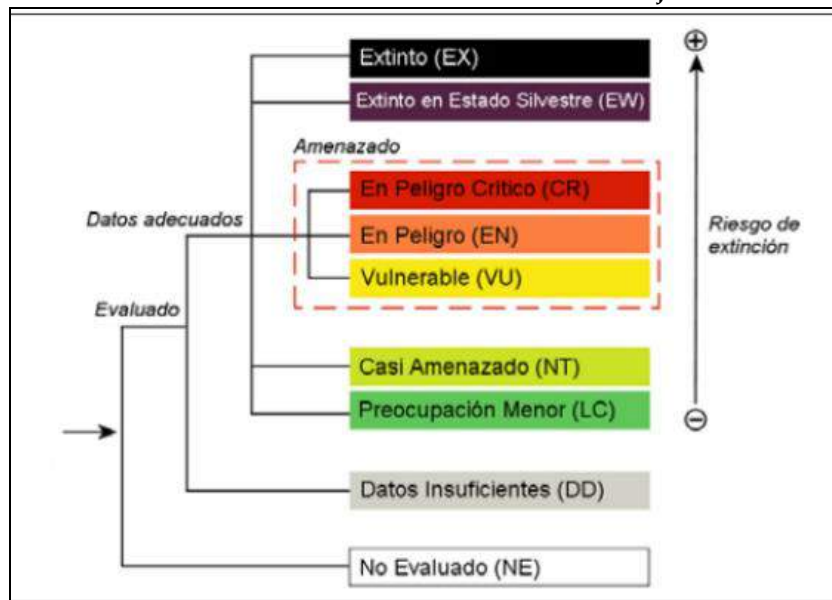 Extinto (EX)
Extinto en Estado Silvestre (EW)
Amenazado
En Peligro Critico (CR)
Datos adecuados
En Peligro (EN)
Riesgo de
extinción
Vulnerable (VU)
Evaluado
Casi Amenazado (NT)
Preocupación Menor (LC)
Datos Insuficientes (DD)
No Evaluado (NE)